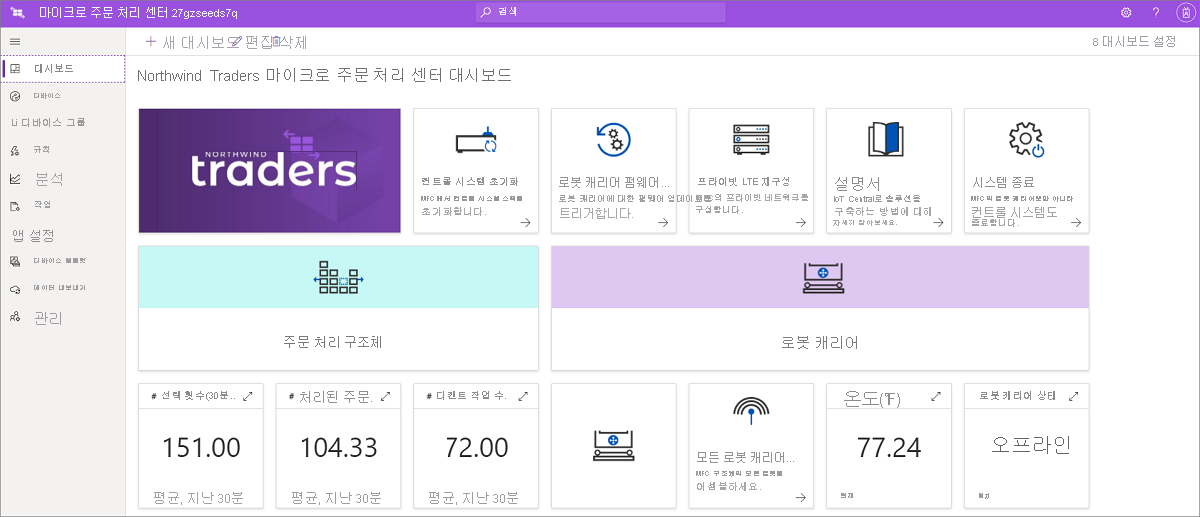 마이크로 주문 처리 센터 27gzseeds7q
검색
+ 새 대시보드 편집 삭제
8 대시보드 설정
대시보드
디바이스
Li 디바이스 그룹
규칙
분석
작업
앱 설정
디바이스 템플릿
데이터 내보내기
관리
Northwind Traders 마이크로 주문 처리 센터 대시보드
NORTHWIND
traders
컨트롤 시스템 초기화
MFC에서 컨트롤 시스템 스택을
초기화합니다.
로봇 캐리어 펌웨어...
로봇 캐리어에 대한 펌웨어 업데이트를
트리거합니다.
프라이빗 LTE 재구성
프라이빗 네트워크를
구성합니다.
설명서
IoT Central로 솔루션을
구축하는 방법에 대해
자세히 알아보세요.
시스템 종료
MFC의 로봇 캐리어뿐만 아니라
컨트롤 시스템도
종료합니다.
주문 처리 구조체
로봇 캐리어
# 선택 횟수(30분...
151.00
평균, 지난 30분
# 처리된 주문.
104.33
평균, 지난 30분
# 디캔트 작업 수.
72.00
평균, 지난 30분
모든 로봇 캐리어...
MFC 구조체의 모든 로봇을
어셈블하세요.
온도(℉)
77.24
현재
로봇 캐리어 상태
오프라인